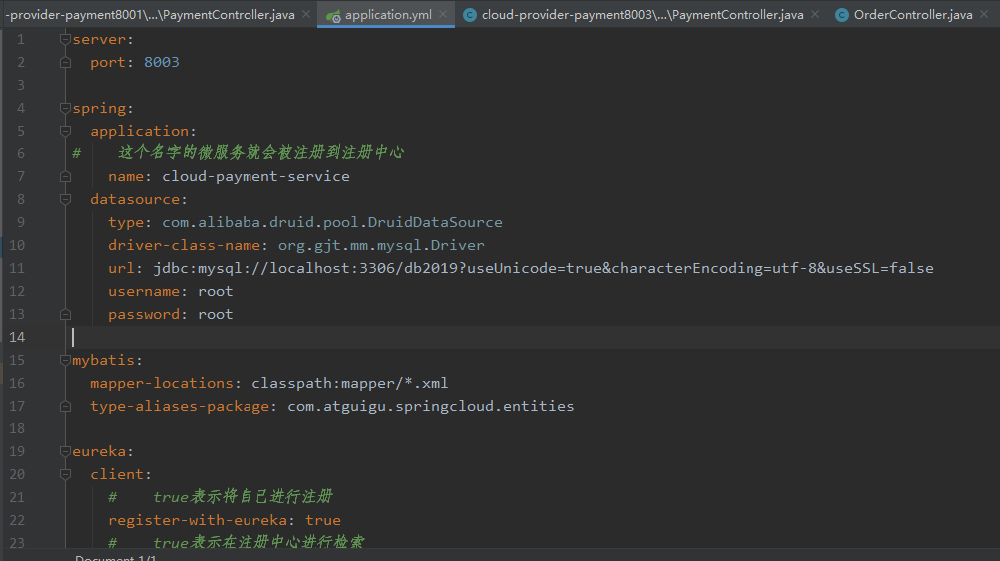 -provider-payment8001\...\PaymentController.java × application.yml × cloud-provider-payment8003\...\PaymentController.java × OrderController.java ×
1 server:
2 port: 8003
3
4 spring:
5 application:
6 # 这个名字的微服务就会被注册到注册中心
7 name: cloud-payment-service
8 datasource:
9 type: com.alibaba.druid.pool.DruidDataSource
10 driver-class-name: org.gjt.mm.mysql.Driver
11 url: jdbc:mysql://localhost:3306/db2019?useUnicode=true&characterEncoding=utf-8&useSSL=false
12 username: root
13 password: root
14
15 mybatis:
16 mapper-locations: classpath:mapper/*.xml
17 type-aliases-package: com.atguigu.springcloud.entities
18
19 eureka:
20 client:
21 # true表示将自己进行注册
22 register-with-eureka: true
23 # true表示在注册中心进行检索
Document 1/1